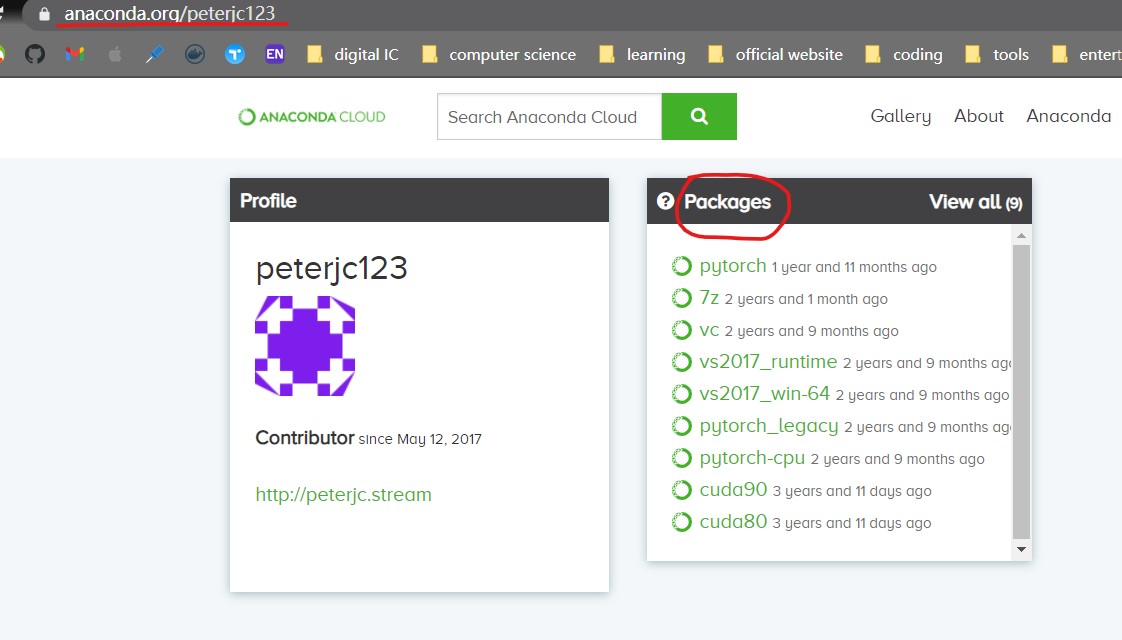 anaconda.org/peterjc123
EN digital IC computer science learning official website coding tools
ANACONDA CLOUD Search Anaconda Cloud Gallery About Anaconda
Profile
peterjc123
Contributor since May 12, 2017
http://peterjc.stream
? Packages View all (9)
pytorch 1 year and 11 months ago
7z 2 years and 1 month ago
vc 2 years and 9 months ago
vs2017_runtime 2 years and 9 months
vs2017_win-64 2 years and 9 months ago
pytorch_legacy 2 years and 9 months
pytorch-cpu 2 years and 9 months ago
cuda90 3 years and 11 days ago
cuda80 3 years and 11 days ago